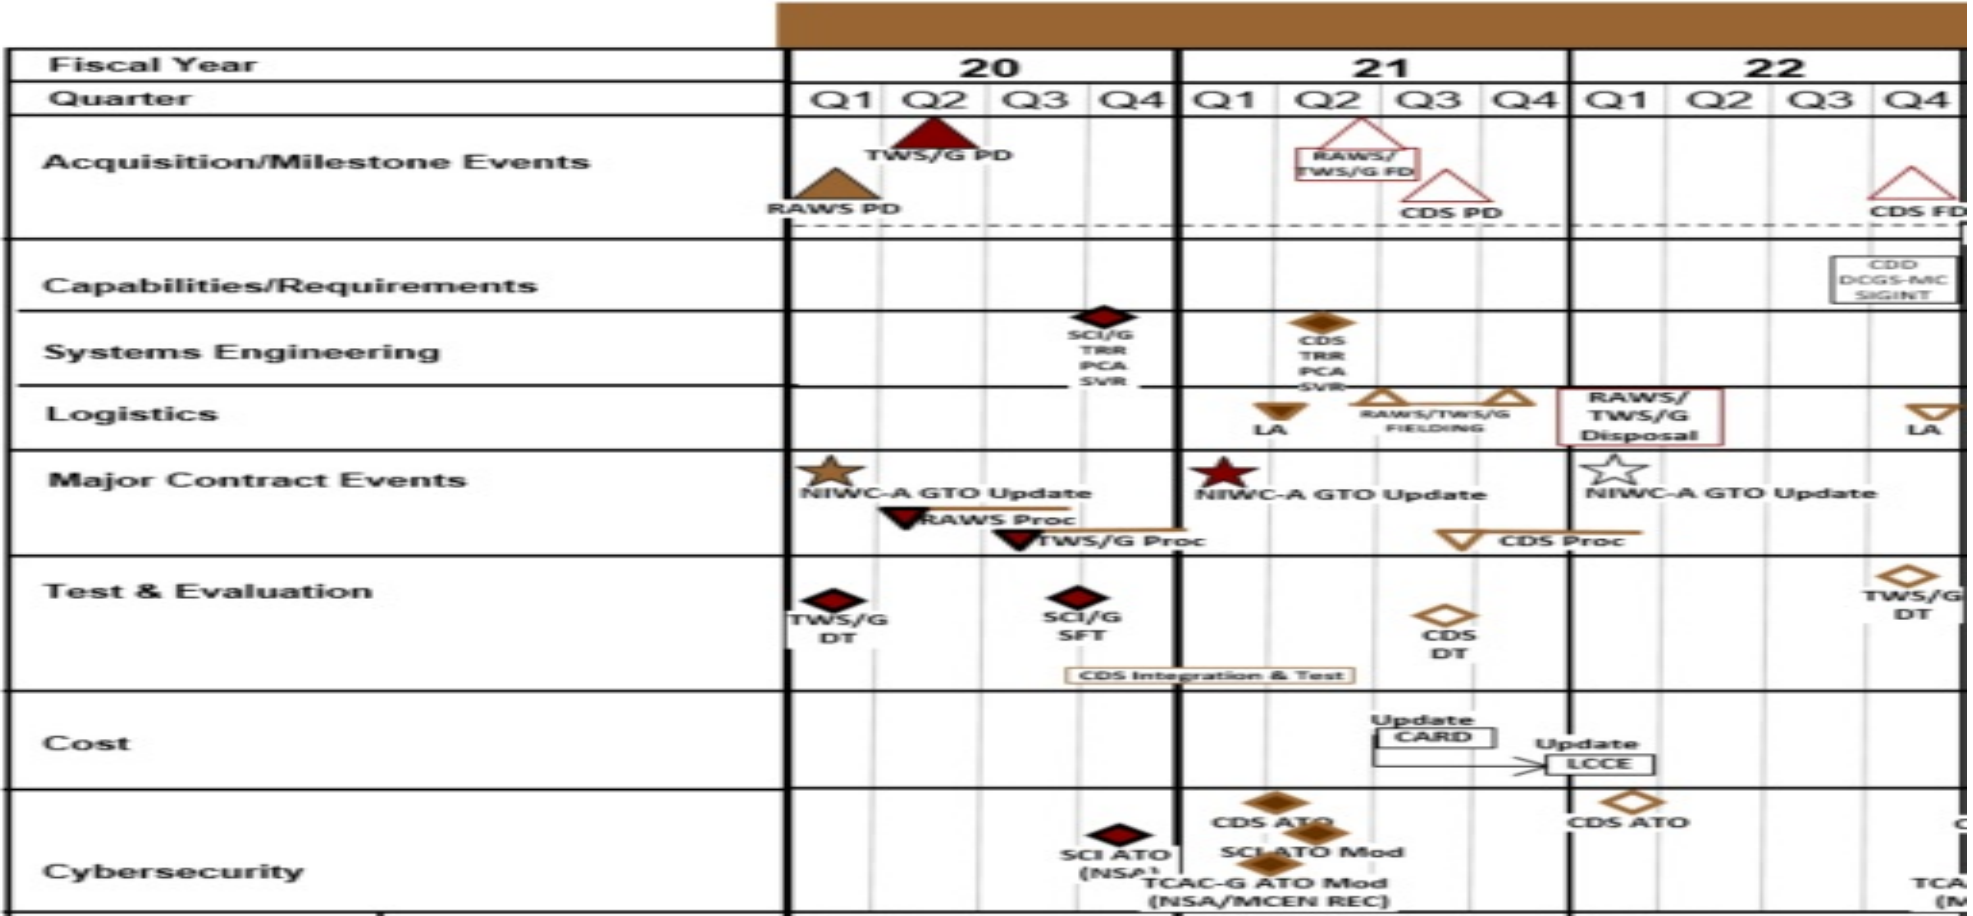 Fiscal Year
20 21 22
Quarter
Q1 Q2 Q3 Q4 Q1 Q2 Q3 Q4 Q1 Q2 Q3 Q4
Acquisition/Milestone Events
TWS/G PD
RAWS PD
RAWS/
TWS/G FD
CDS PD
CDS FD
Capabilities/Requirements
CDD
DCGS-MC
SIGINT
Systems Engineering
SCI/G
TRR
PCA
SVR
CDS
TRR
PCA
SVR
Logistics
LA
RAWS/TWS/G
FIELDING
RAWS/
TWS/G
Disposal
LA
Major Contract Events
NIWC-A GTO Update
RAWS Proc
TWS/G Proc
NIWC-A GTO Update
CDS Proc
NIWC-A GTO Update
Test & Evaluation
TWS/G
DT
SCI/G
SFT
CDS Integration & Test
CDS
DT
TWS/G
DT
Cost
Update
CARD
Update
LCCE
Cybersecurity
SCI ATO
(NSA)
CDS ATO
SCI ATO Mod
TCAC-G ATO Mod
(NSA/MCEN REC)
CDS ATO